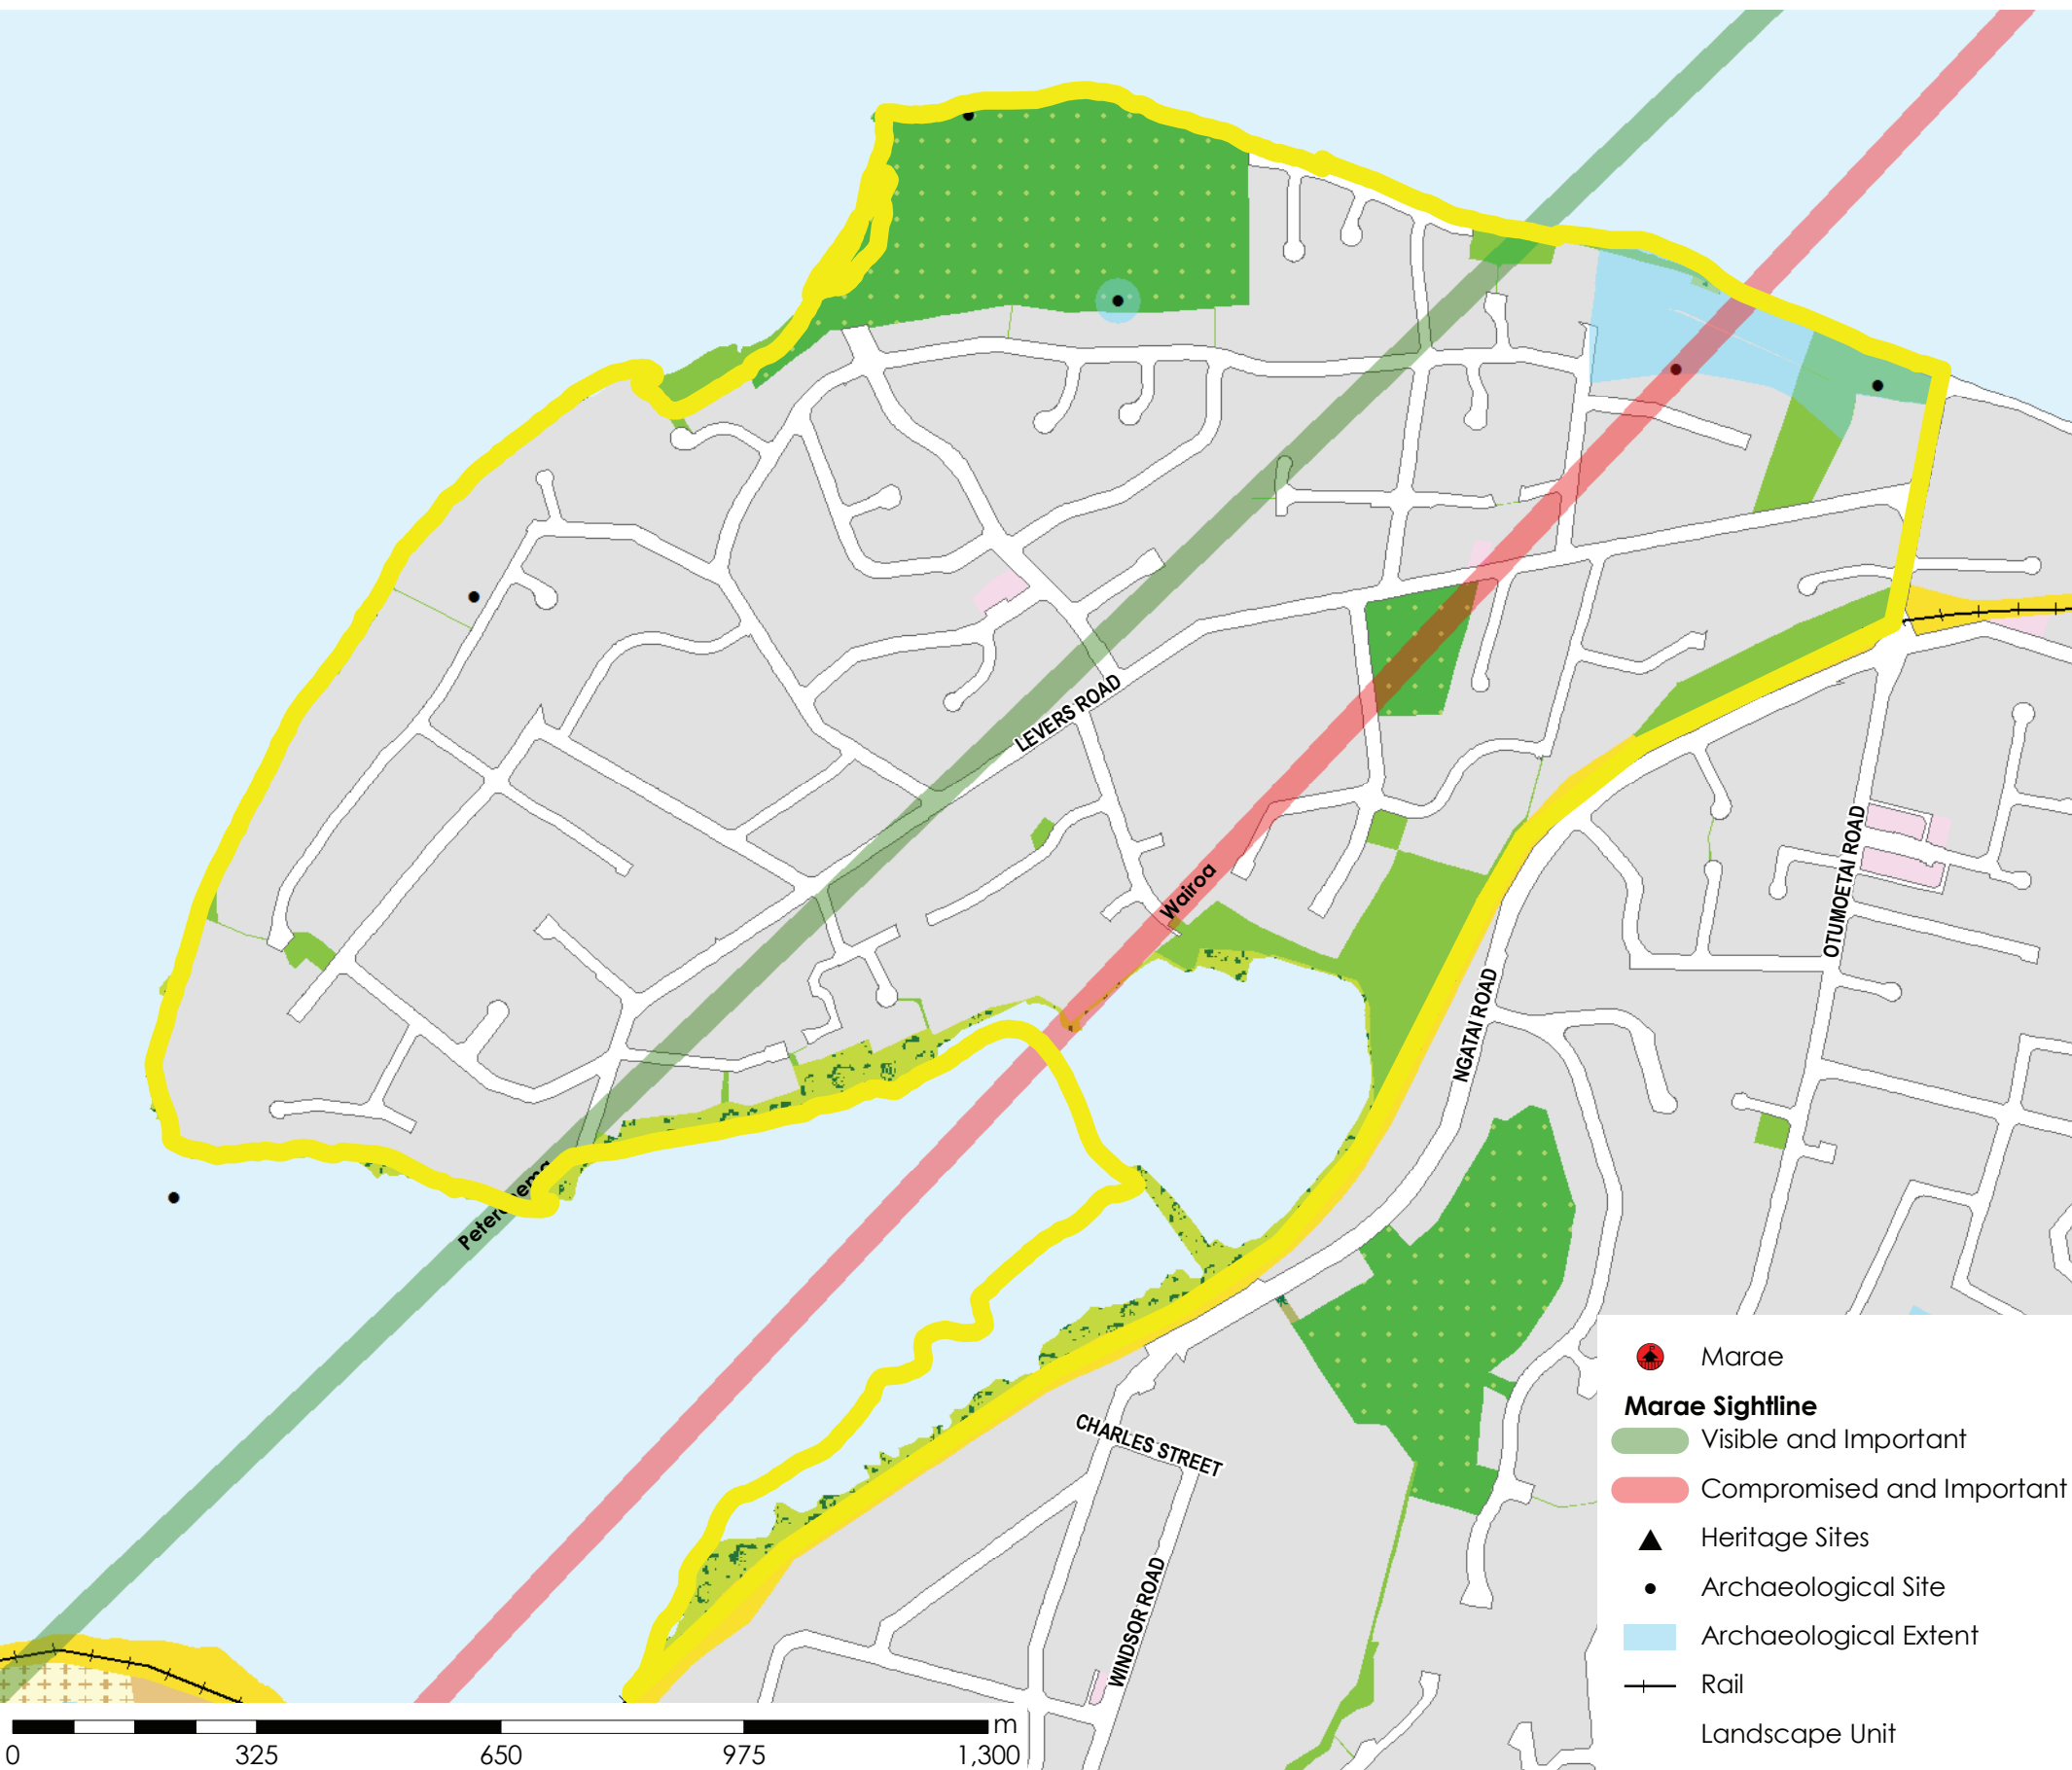 LEVERS ROAD
Wairoa
OTUMOETAI ROAD
NGATAI ROAD
CHARLES STREET
WINDSOR ROAD
Marae
Marae Sightline
Visible and Important
Compromised and Important
Heritage Sites
Archaeological Site
Archaeological Extent
Rail
Landscape Unit
m
0 325 650 975 1,300